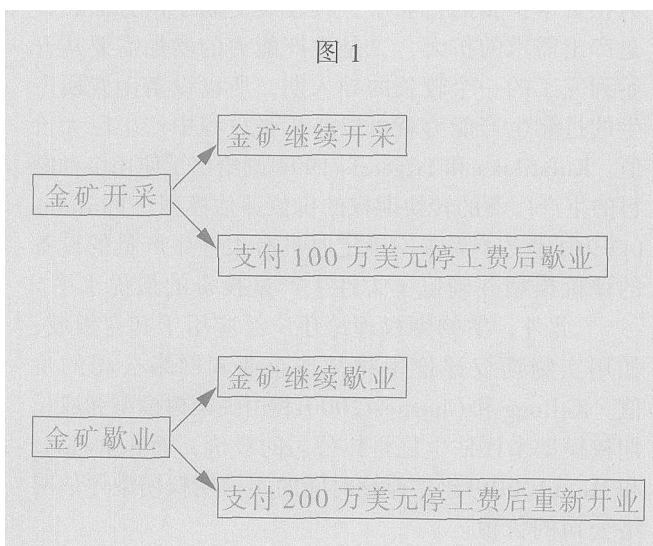 图 1
金矿继续开采
金矿开采
支付 100 万美元停工费后歇业
金矿继续歇业
金矿歇业
支付 200 万美元停工费后重新开业